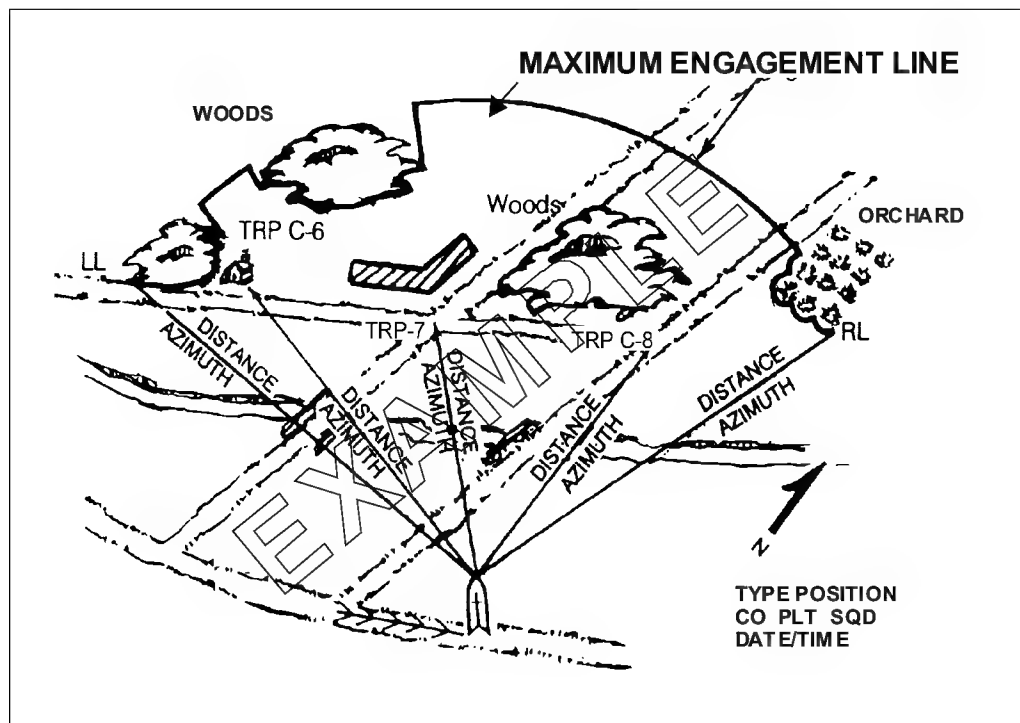 MAXIMUM ENGAGEMENT LINE
WOODS
Woods
ORCHARD
TRP C-6
LL
TRP-7
TRP C-8
RL
DISTANCE
AZIMUTH
DISTANCE
AZIMUTH
DISTANCE
AZIMUTH
DISTANCE
AZIMUTH
DISTANCE
AZIMUTH
EXAMPLE
N
TYPE POSITION
CO PLT SQD
DATE/TIME